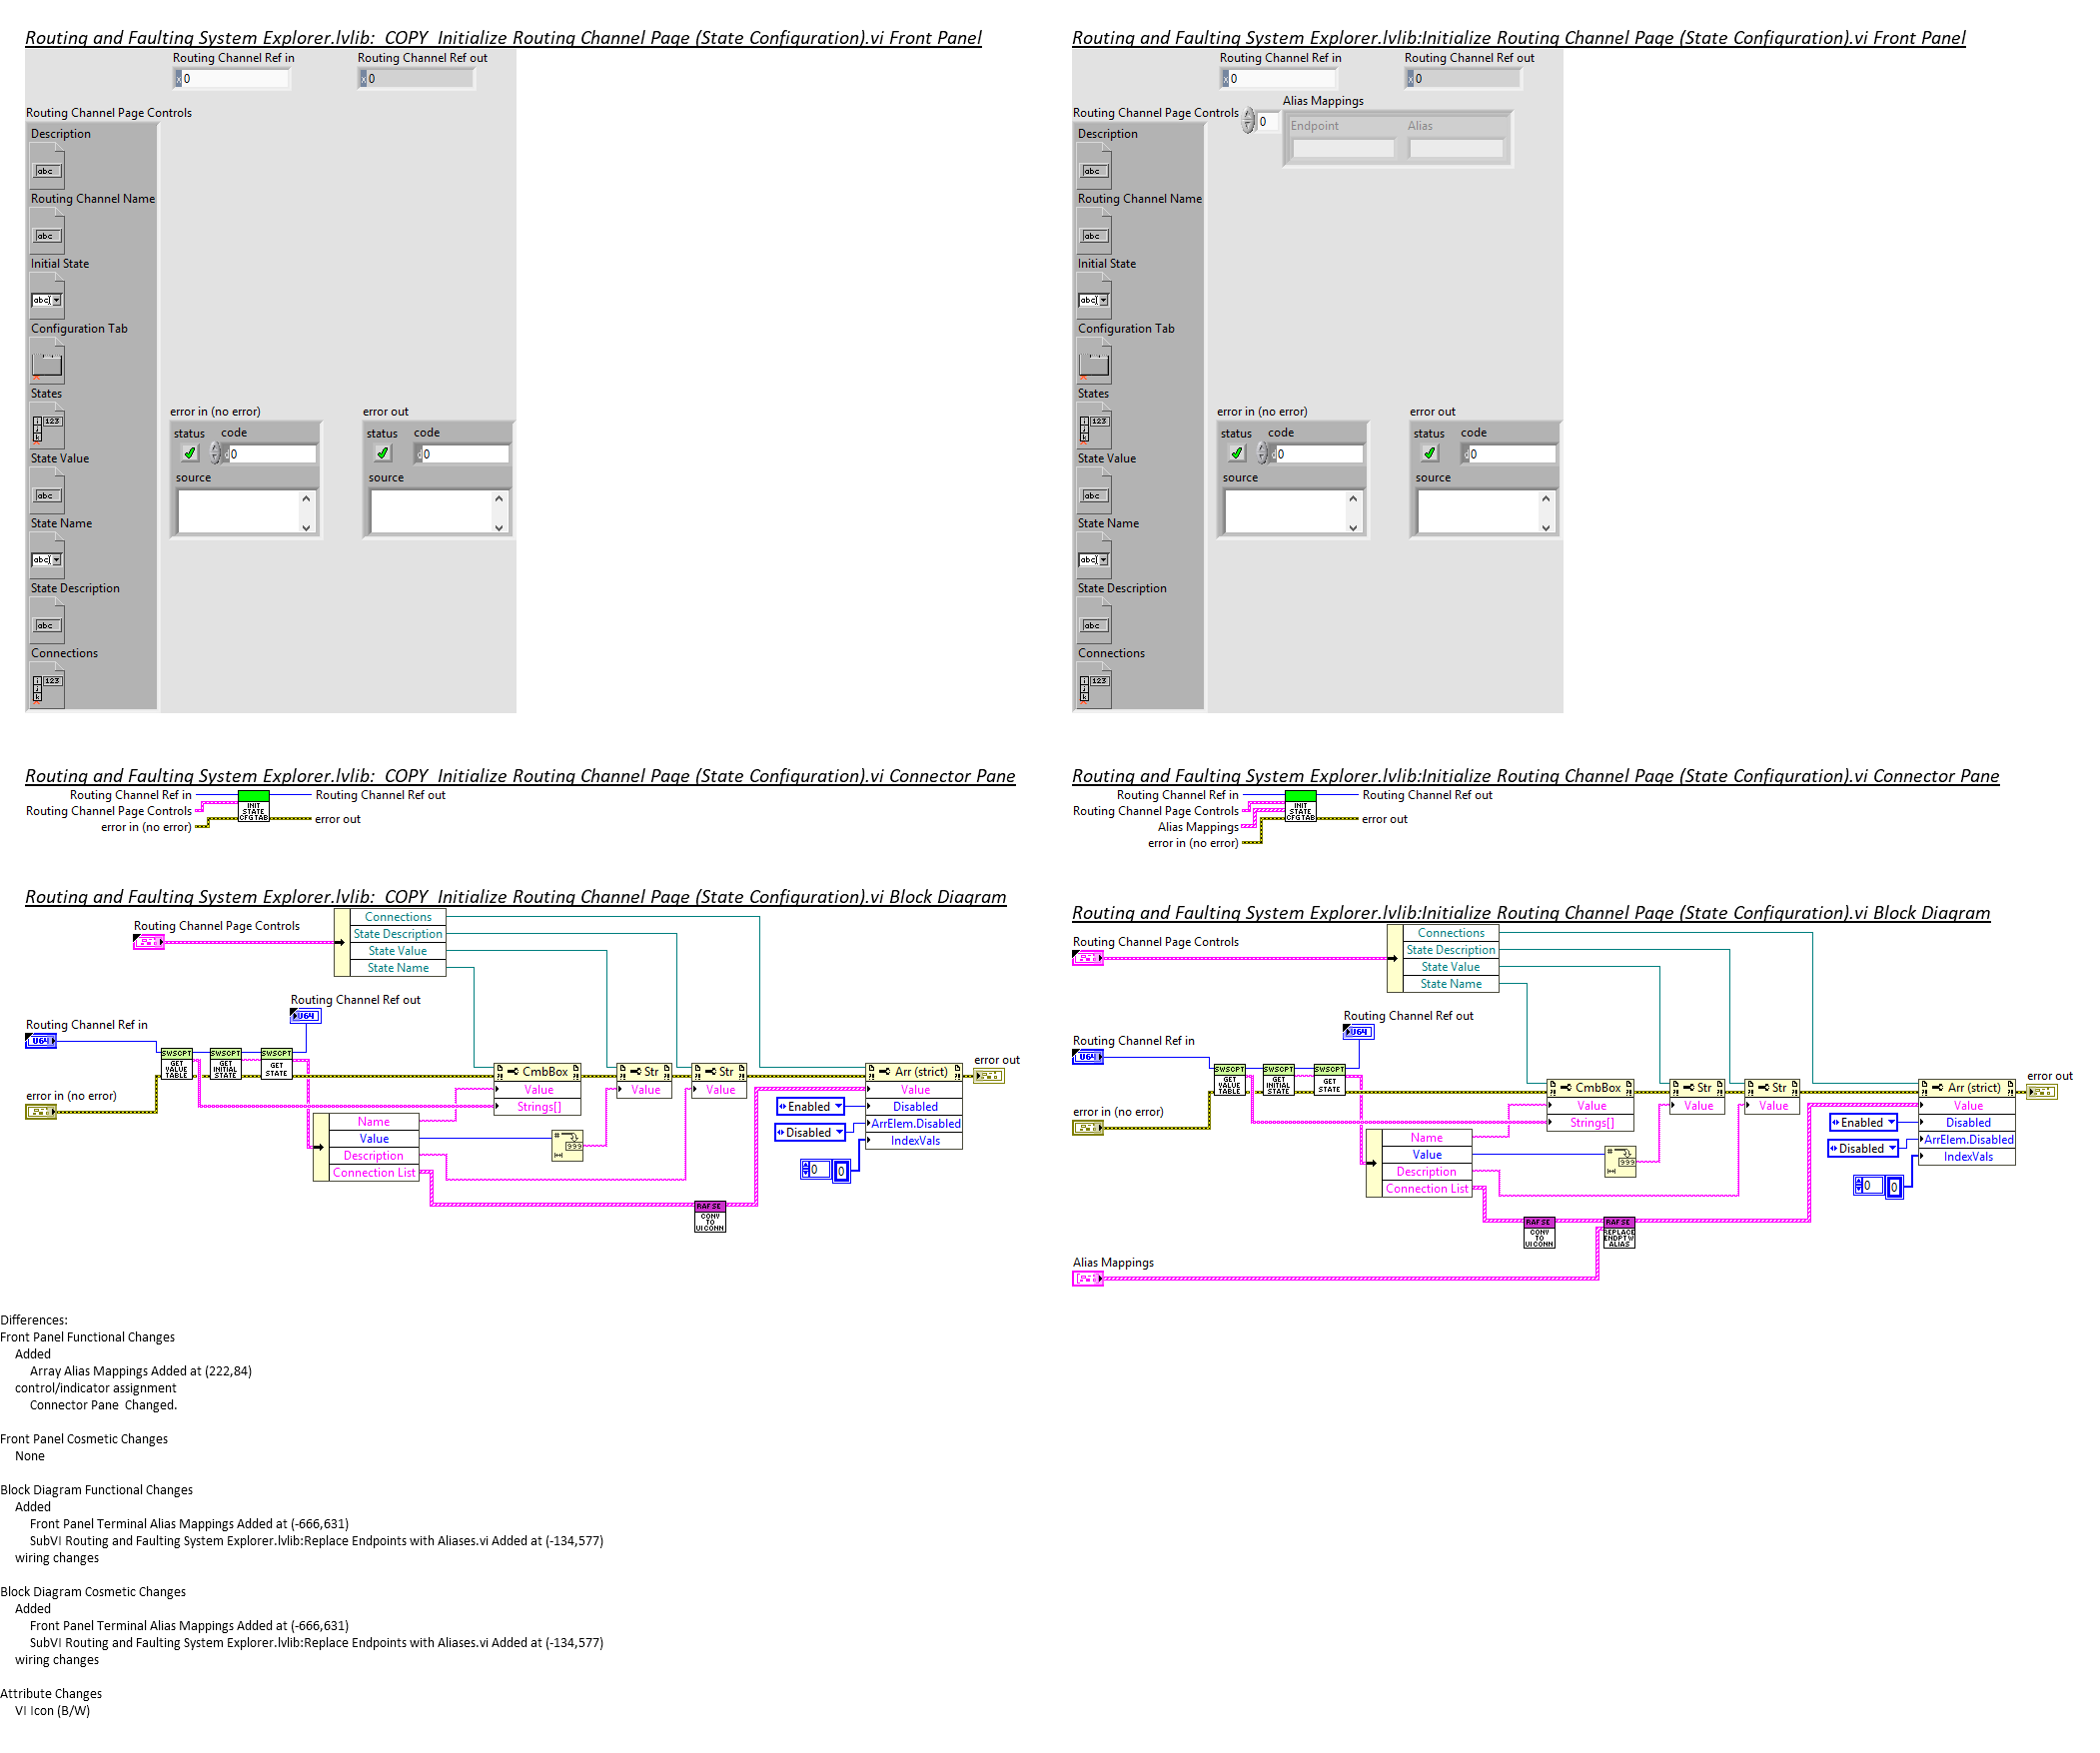 Routing and Faulting System Explorer.lvlib:_COPY_Initialize Routing Channel Page (State Configuration).vi Front Panel
Routing Channel Ref in
Routing Channel Ref out
x 0
x 0
Routing Channel Page Controls
Description
abc
Routing Channel Name
abc
Initial State
abc
Configuration Tab
States
i 123
j
k
State Value
abc
State Name
abc
State Description
abc
Connections
i 123
j
k
error in (no error)
status code
d 0
source
error out
status code
d 0
source
Routing and Faulting System Explorer.lvlib:Initialize Routing Channel Page (State Configuration).vi Front Panel
Routing Channel Ref in
Routing Channel Ref out
x 0
x 0
Routing Channel Page Controls
Alias Mappings
0
Endpoint
Alias
Description
abc
Routing Channel Name
abc
Initial State
abc
Configuration Tab
States
i 123
j
k
State Value
abc
State Name
abc
State Description
abc
Connections
i 123
j
k
error in (no error)
status code
d 0
source
error out
status code
d 0
source
Routing and Faulting System Explorer.lvlib:_COPY_Initialize Routing Channel Page (State Configuration).vi Connector Pane
Routing Channel Ref in
Routing Channel Page Controls
error in (no error)
INIT
STATE
CFGTAB
Routing Channel Ref out
error out
Routing and Faulting System Explorer.lvlib:Initialize Routing Channel Page (State Configuration).vi Connector Pane
Routing Channel Ref in
Routing Channel Page Controls
Alias Mappings
error in (no error)
INIT
STATE
CFGTAB
Routing Channel Ref out
error out
Routing and Faulting System Explorer.lvlib:_COPY_Initialize Routing Channel Page (State Configuration).vi Block Diagram
Routing Channel Page Controls
Connections
State Description
State Value
State Name
Routing Channel Ref out
U64
Routing Channel Ref in
U64
SWSCPT
GET
VALUE
TABLE
SWSCPT
GET
INITIAL
STATE
SWSCPT
GET
STATE
error in (no error)
CmbBox
Value
Strings[]
Str
Value
Str
Value
Arr (strict)
Value
Disabled
ArrElem.Disabled
IndexVals
error out
Enabled
Disabled
0
0
Name
Value
Description
Connection List
RAFSE
CONV
TO
UICONN
Routing and Faulting System Explorer.lvlib:Initialize Routing Channel Page (State Configuration).vi Block Diagram
Routing Channel Page Controls
Connections
State Description
State Value
State Name
Routing Channel Ref out
U64
Routing Channel Ref in
U64
SWSCPT
GET
VALUE
TABLE
SWSCPT
GET
INITIAL
STATE
SWSCPT
GET
STATE
error in (no error)
CmbBox
Value
Strings[]
Str
Value
Str
Value
Arr (strict)
Value
Disabled
ArrElem.Disabled
IndexVals
error out
Enabled
Disabled
0
0
Name
Value
Description
Connection List
RAFSE
CONV
TO
UICONN
RAFSE
REPLACE
ENDPTW
ALIAS
Alias Mappings
Differences:
Front Panel Functional Changes
Added
Array Alias Mappings Added at (222,84)
control/indicator assignment
Connector Pane  Changed.
Front Panel Cosmetic Changes
None
Block Diagram Functional Changes
Added
Front Panel Terminal Alias Mappings Added at (-666,631)
SubVI Routing and Faulting System Explorer.lvlib:Replace Endpoints with Aliases.vi Added at (-134,577)
wiring changes
Block Diagram Cosmetic Changes
Added
Front Panel Terminal Alias Mappings Added at (-666,631)
SubVI Routing and Faulting System Explorer.lvlib:Replace Endpoints with Aliases.vi Added at (-134,577)
wiring changes
Attribute Changes
VI Icon (B/W)